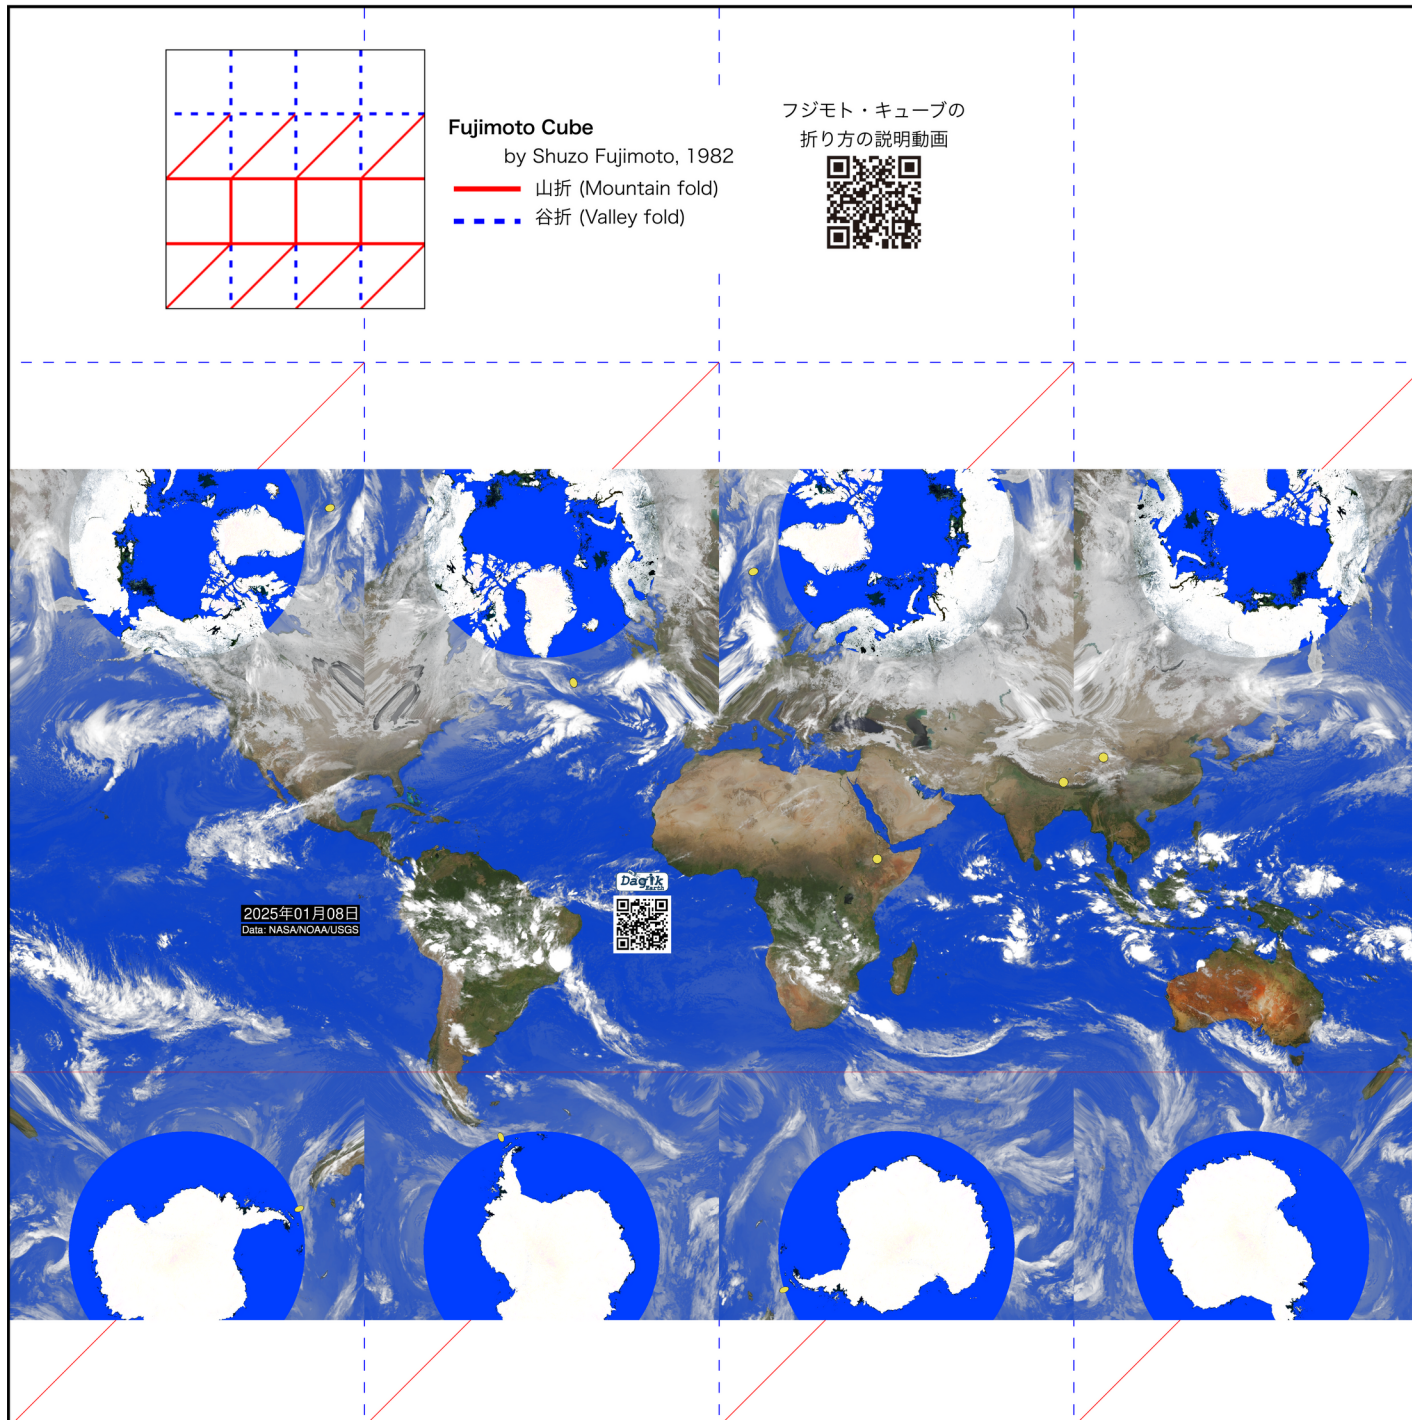 Fujimoto Cube
by Shuzo Fujimoto, 1982
山折 (Mountain fold)
谷折 (Valley fold)
フジモト・キューブの
折り方の説明動画
Dagik
Earth
2025年01月08日
Data: NASA/NOAA/USGS